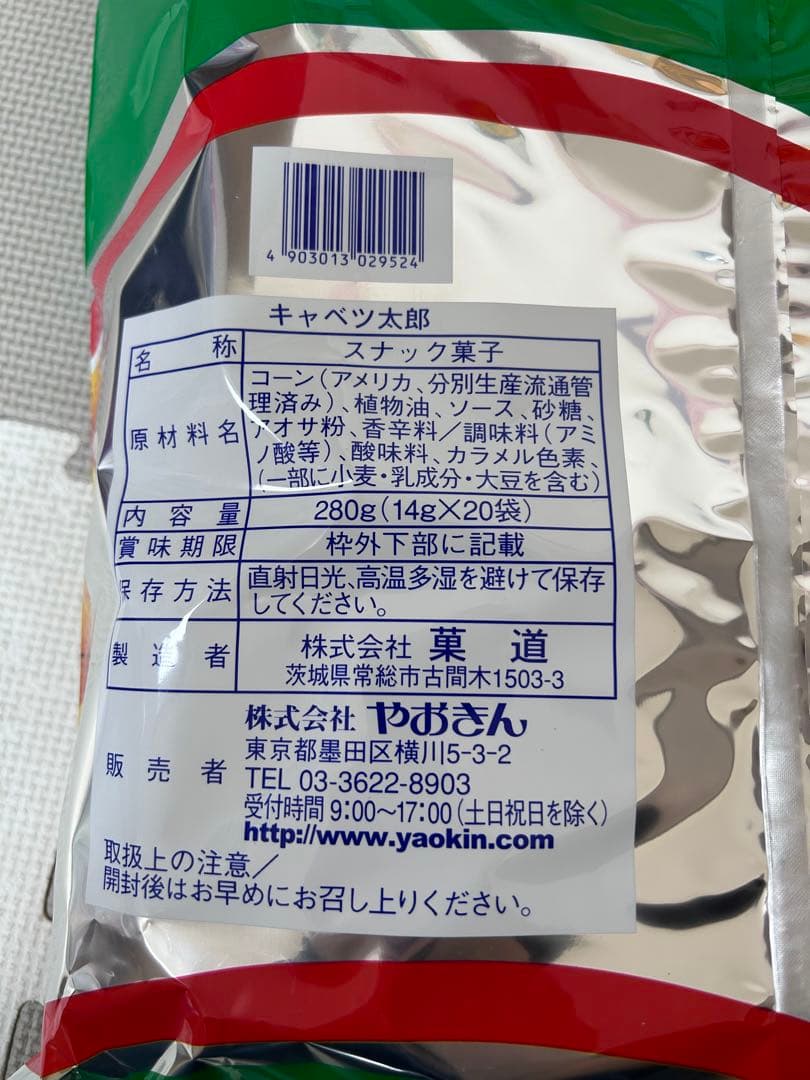 4 903013 029524
キャベツ太郎
名称 スナック菓子
原材料名 コーン（アメリカ、分別生産流通管
理済み）、植物油、ソース、砂糖、
アオサ粉、香辛料／調味料（アミ
ノ酸等）、酸味料、カラメル色素、
（一部に小麦・乳成分・大豆を含む）
内容量 280g（14g×20袋）
賞味期限 枠外下部に記載
保存方法 直射日光、高温多湿を避けて保存
してください。
製造者 株式会社 菓道
茨城県常総市古間木1503-3
販売者 株式会社 やおきん
東京都墨田区横川5-3-2
TEL 03-3622-8903
受付時間 9:00～17:00（土日祝日を除く）
http://www.yaokin.com
取扱上の注意／
開封後はお早めにお召し上りください。